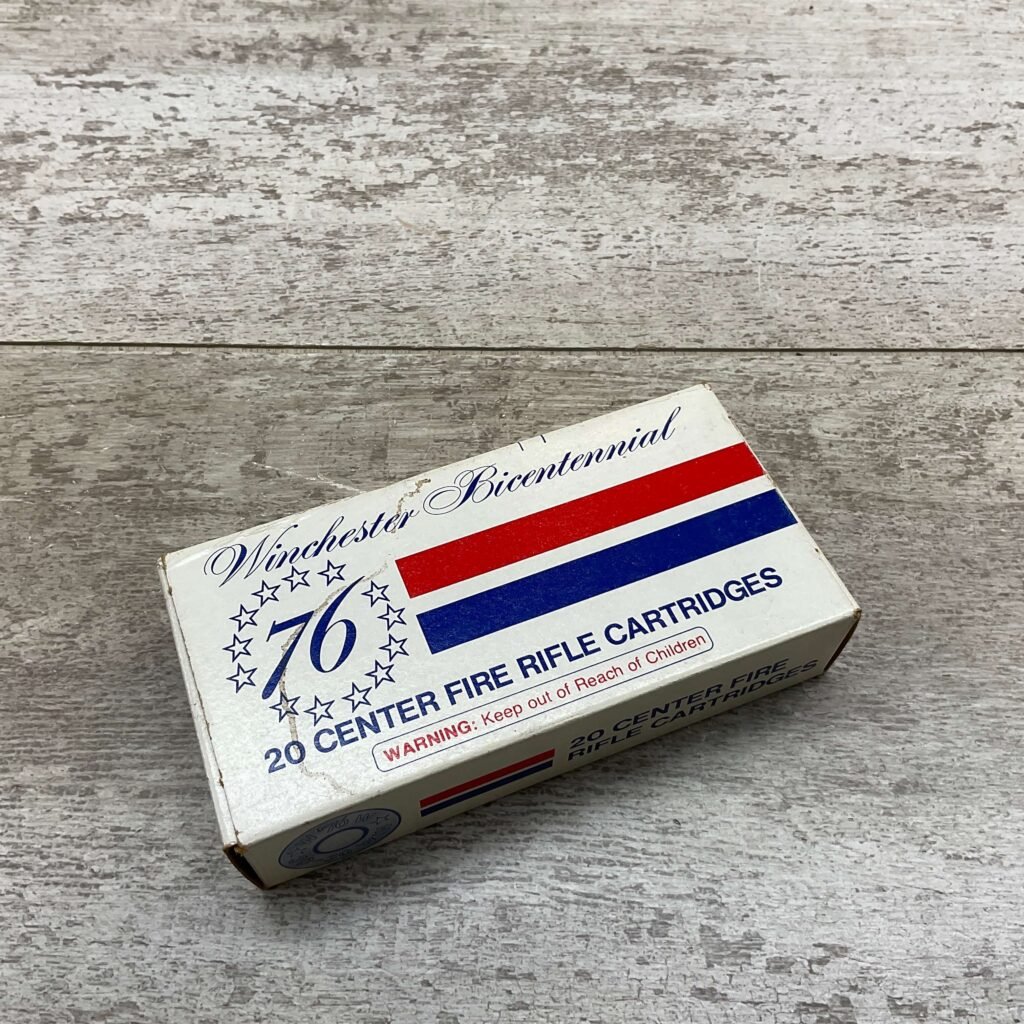 Winchester Bicentennial
76
20 CENTER FIRE RIFLE CARTRIDGES
WARNING: Keep out of Reach of Children
20 CENTER FIRE
RIFLE CARTRIDGES